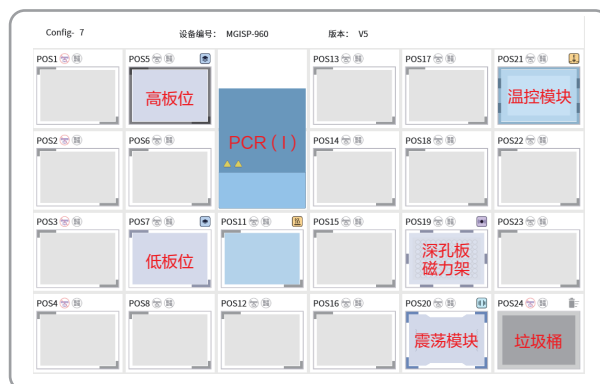 Config- 7 设备编号： MGISP-960 版本： V5
POS1 POS5 POS13 POS17 POS21
高板位 PCR ( I ) 温控模块
POS2 POS6 POS14 POS18 POS22
POS3 POS7 POS11 POS15 POS19 POS23
低板位 深孔板
磁力架
POS4 POS8 POS12 POS16 POS20 POS24
震荡模块 垃圾桶